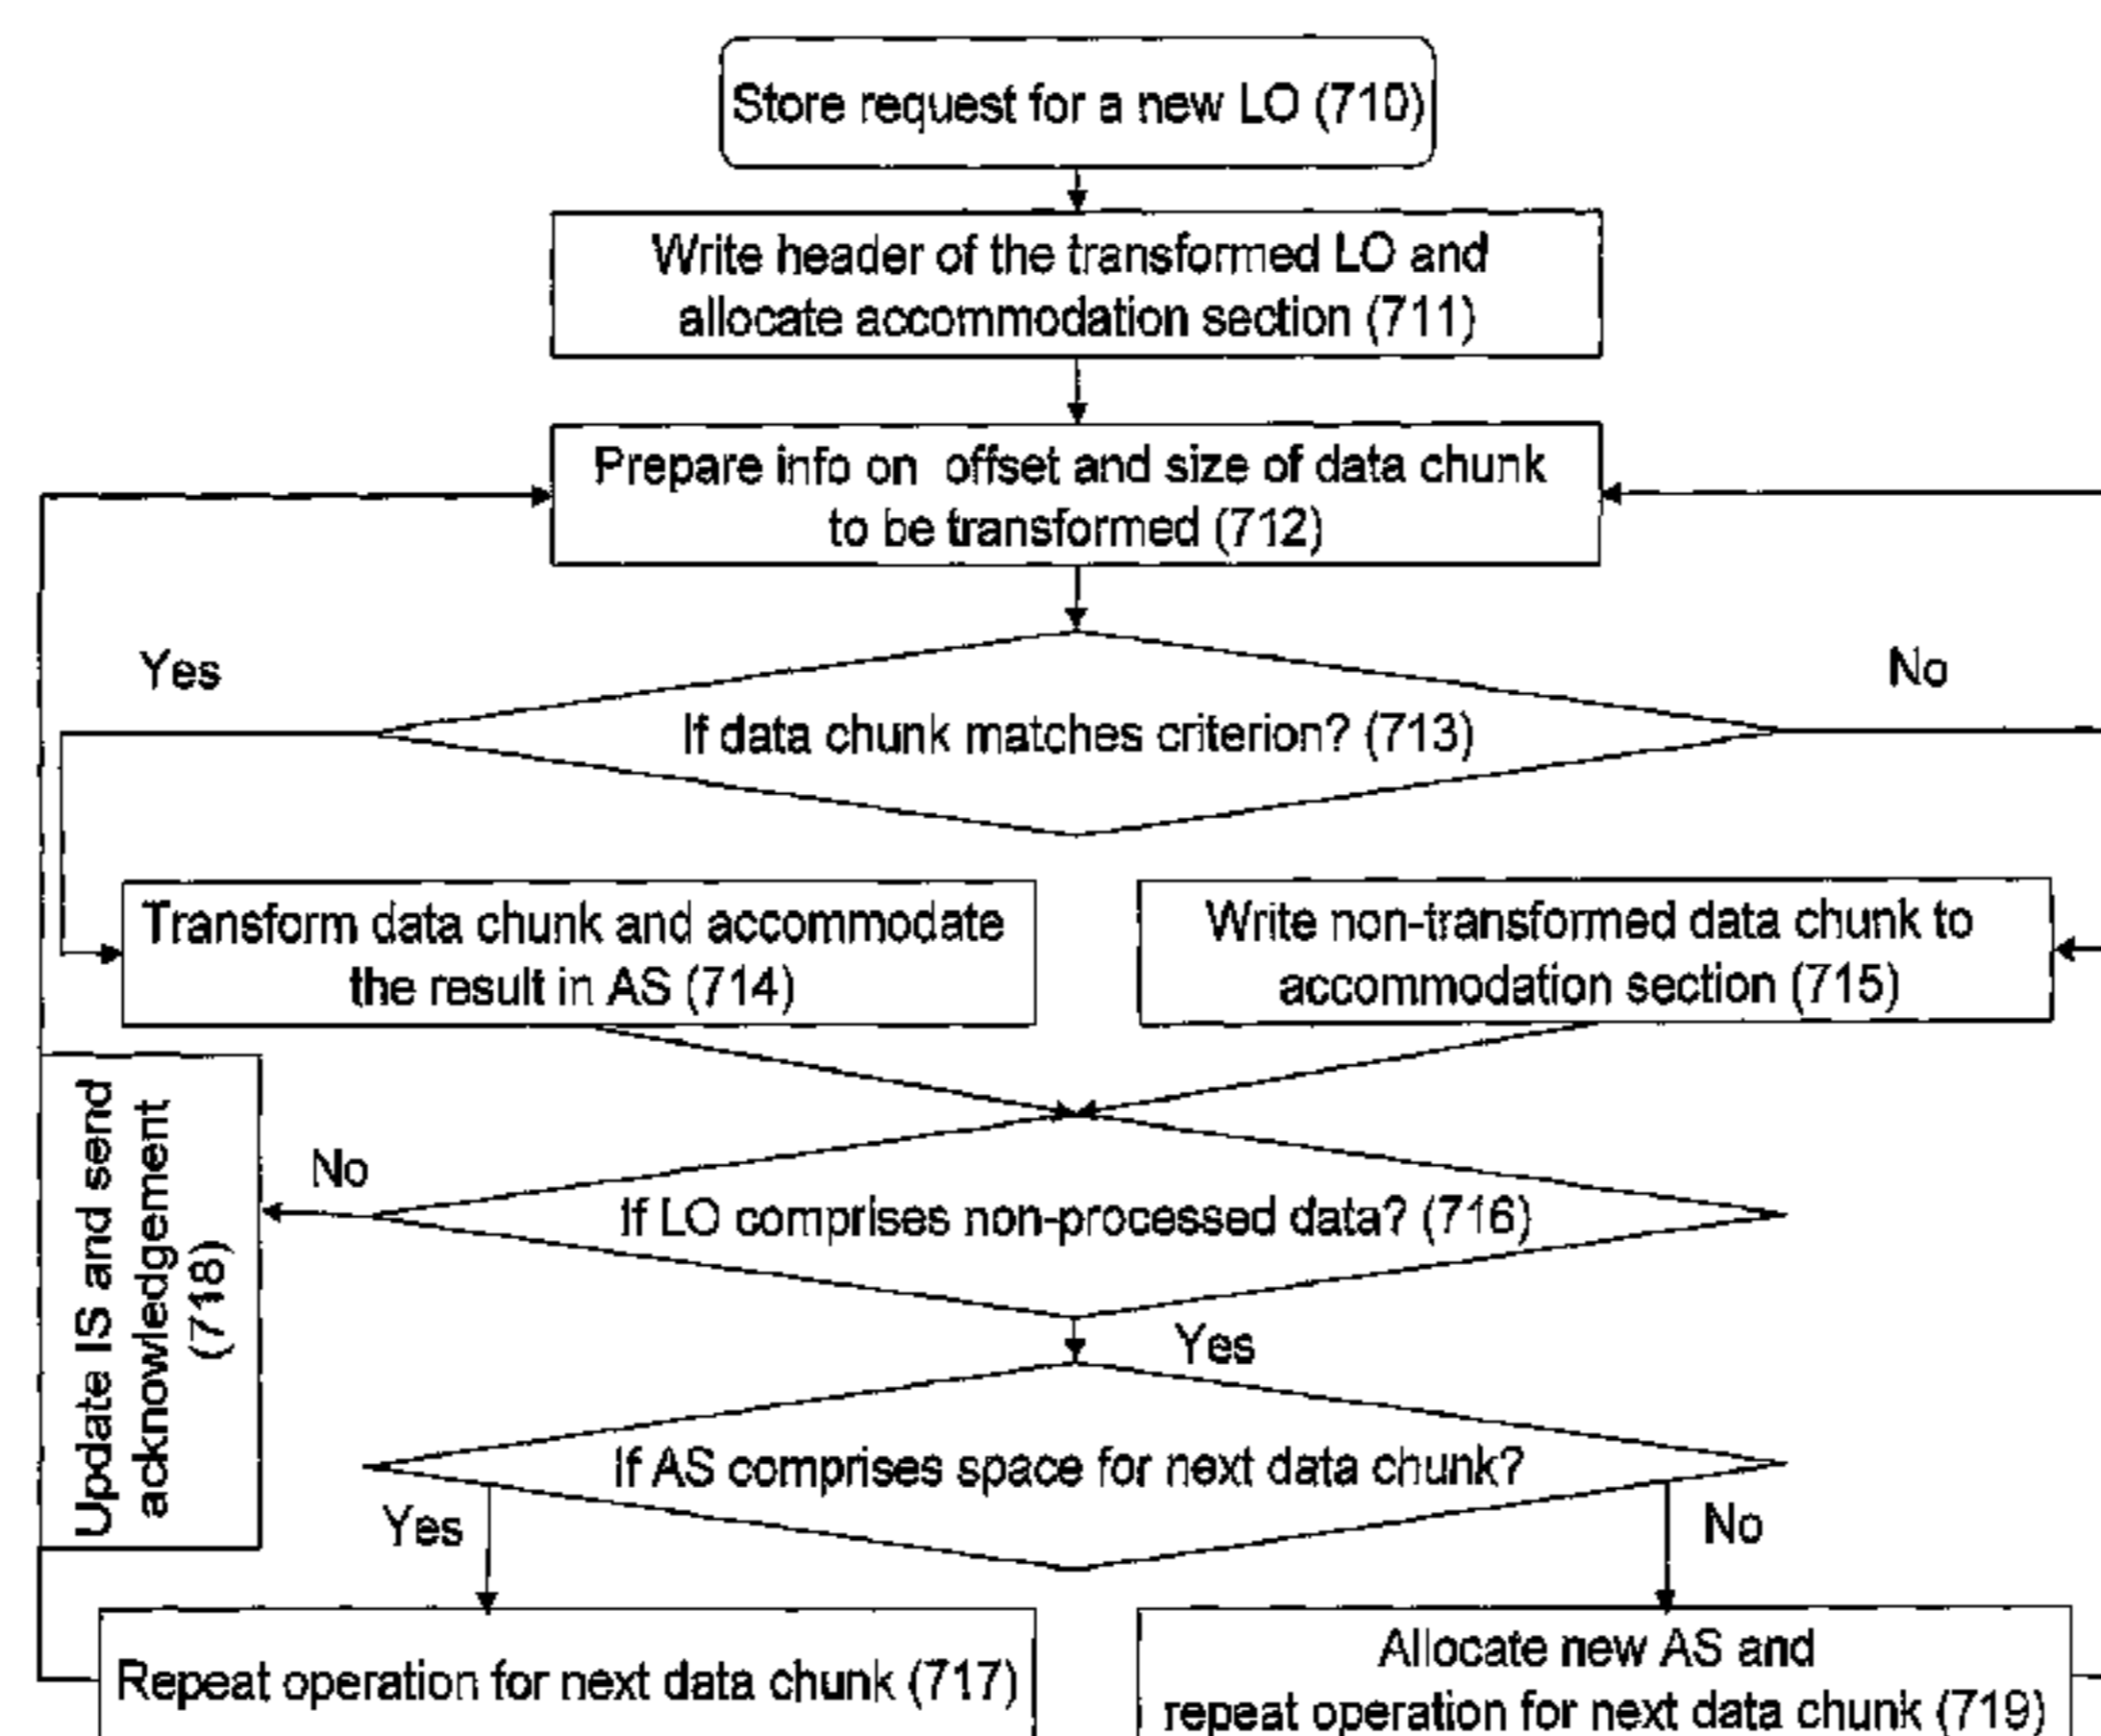 Store request for a new LO (710)
Write header of the transformed LO and
allocate accommodation section (711)
Prepare info on offset and size of data chunk
to be transformed (712)
Yes
No
If data chunk matches criterion? (713)
Transform data chunk and accommodate
the result in AS (714)
Write non-transformed data chunk to
accommodation section (715)
Update IS and send
acknowledgement
(718)
No
If LO comprises non-processed data? (716)
Yes
If AS comprises space for next data chunk?
Yes
No
Repeat operation for next data chunk (717)
Allocate new AS and
repeat operation for next data chunk (719)